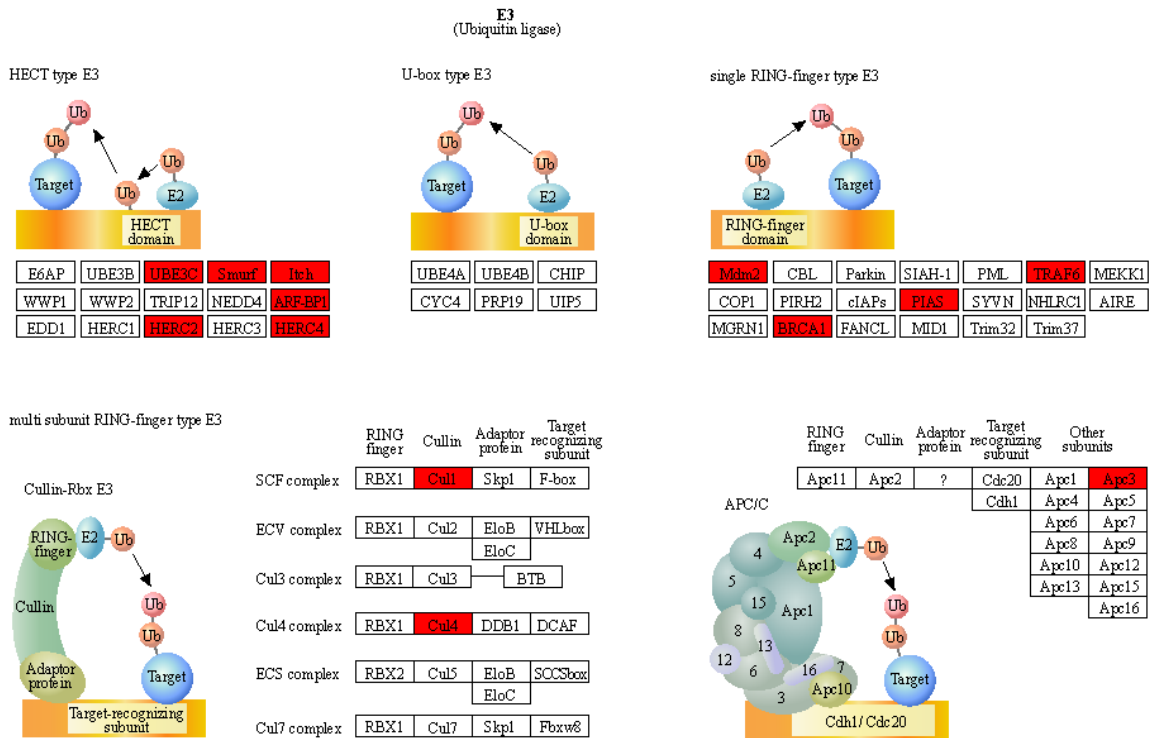 E3
(Ubiquitin ligase)
HECT type E3
Ub
Ub
Ub
Target
Ub
E2
HECT
domain
E6AP UBE3B UBE3C Smurf Itch
WWP1 WWP2 TRIP12 NEDD4 ARF-BP1
EDD1 HERC1 HERC2 HERC3 HERC4
U-box type E3
Ub
Ub
Ub
Target
E2
U-box
domain
UBE4A UBE4B CHIP
CYC4 PRP19 UIP5
single RING-finger type E3
Ub
Ub
Ub
E2
Target
RING-finger
domain
Mdm2 CBL Parkin SIAH-1 PML TRAF6 MEKK1
COP1 PIRH2 cIAPs PIAS SYVN NHLRC1 AIRE
MGRN1 BRCA1 FANCL MID1 Trim32 Trim37
multi subunit RING-finger type E3
Cullin-Rbx E3
RING-
finger
E2
Ub
Cullin
Ub
Ub
Adaptor
protein
Target
Target-recognizing
subunit
RING
finger
Cullin
Adaptor
protein
Target
recognizing
subunit
SCF complex RBX1 Cul1 Skp1 F-box
ECV complex RBX1 Cul2 EloB VHLbox
EloC
Cul3 complex RBX1 Cul3 BTB
Cul4 complex RBX1 Cul4 DDB1 DCAF
ECS complex RBX2 Cul5 EloB SCCSbox
EloC
Cul7 complex RBX1 Cul7 Skp1 Fbxw8
RING
finger
Cullin
Adaptor
protein
Target
recognizing
subunit
Other
subunits
Apc11 Apc2 ? Cdc20 Apc1 Apc3
Cdh1 Apc4 Apc5
Apc6 Apc7
Apc8 Apc9
Apc10 Apc12
Apc13 Apc15
Apc16
APC/C
Apc2
E2
Ub
4
Apc11
5
15
Apc1
Ub
8
Ub
13
12
6
16
7
Target
3
Apc10
Cdh1/Cdc20